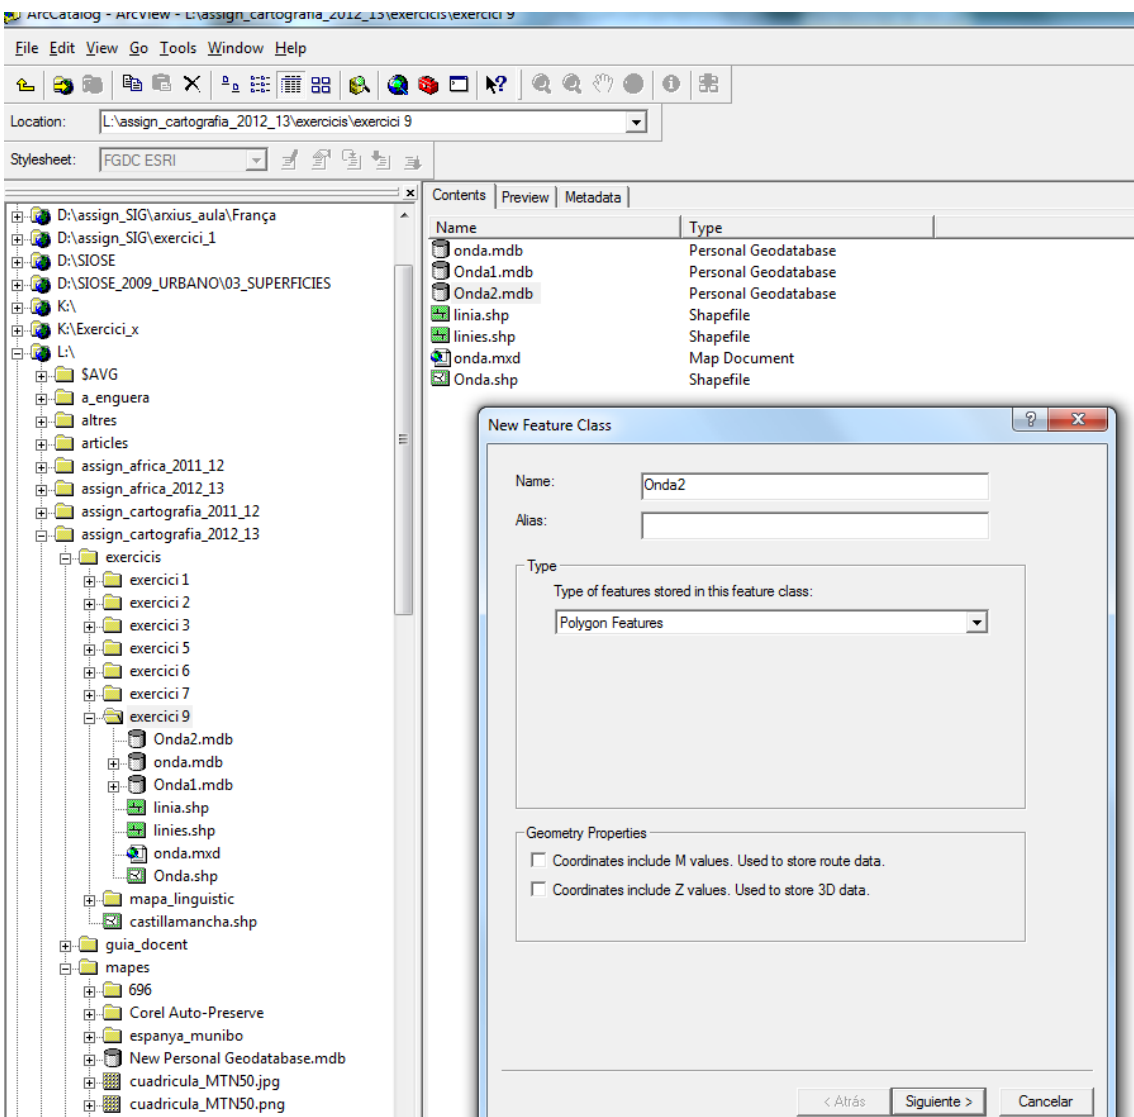 ArcCatalog - ArcView - L:\assign_cartografia_2012_13\exercicis\exercici 9
File Edit View Go Tools Window Help
Location: L:\assign_cartografia_2012_13\exercicis\exercici 9
Stylesheet: FGDC ESRI
D:\assign_SIG\arxius_aula\França
D:\assign_SIG\exercici_1
D:\SIOSE
D:\SIOSE_2009_URBANO\03_SUPERFICIES
K:\
K:\Exercici_x
L:\
$AVG
a_enguera
altres
articles
assign_africa_2011_12
assign_africa_2012_13
assign_cartografia_2011_12
assign_cartografia_2012_13
exercicis
exercici 1
exercici 2
exercici 3
exercici 5
exercici 6
exercici 7
exercici 9
Onda2.mdb
onda.mdb
Onda1.mdb
linia.shp
linies.shp
onda.mxd
Onda.shp
mapa_linguistic
castillamancha.shp
guia_docent
mapes
696
Corel Auto-Preserve
espanya_munibo
New Personal Geodatabase.mdb
cuadricula_MTN50.jpg
cuadricula_MTN50.png
Contents Preview Metadata
Name Type
onda.mdb Personal Geodatabase
Onda1.mdb Personal Geodatabase
Onda2.mdb Personal Geodatabase
linia.shp Shapefile
linies.shp Shapefile
onda.mxd Map Document
Onda.shp Shapefile
New Feature Class
Name: Onda2
Alias:
Type
Type of features stored in this feature class:
Polygon Features
Geometry Properties
Coordinates include M values. Used to store route data.
Coordinates include Z values. Used to store 3D data.
< Atrás Siguiente > Cancelar